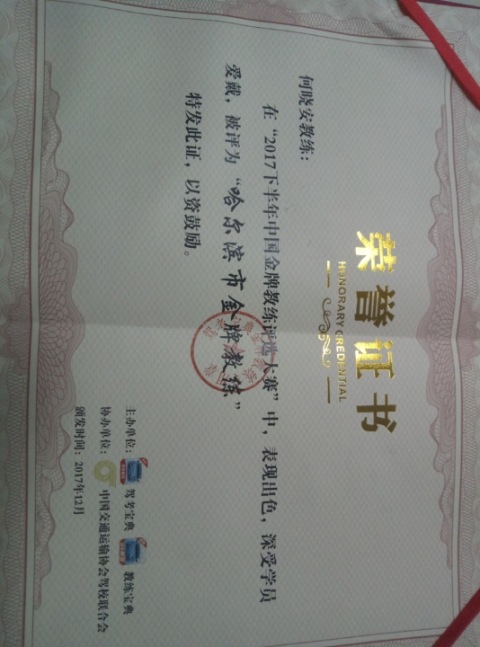 荣誉证书
HONORARY CREDENTIAL
何晓安教练：
在“2017下半年中国金牌教练评选大赛”中，表现出色，深受学员
爱戴，被评为“哈尔滨市金牌教练”
特发此证，以资鼓励。
主办单位： 驾考宝典 教练宝典
协办单位： 中国交通运输协会驾校联合会
颁发时间：2017年12月